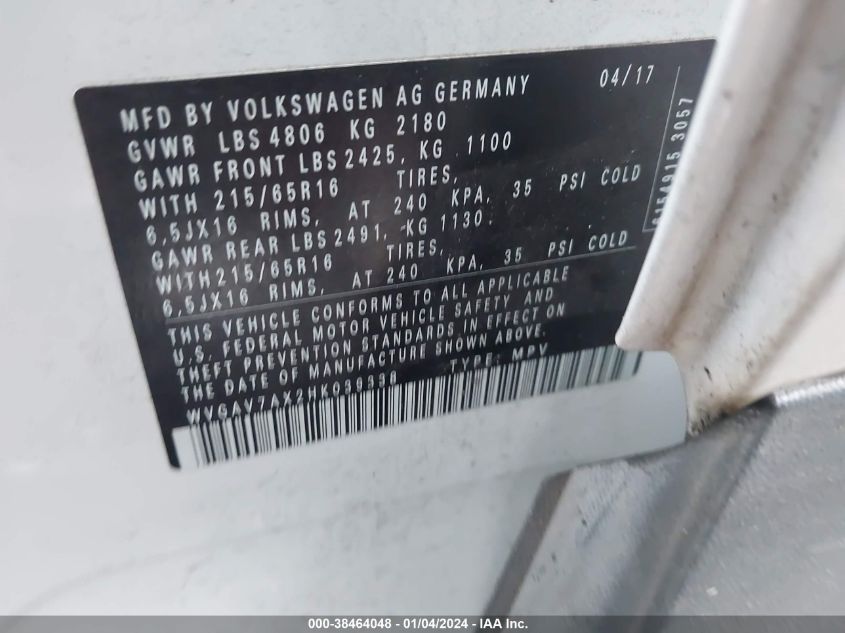 MFD BY VOLKSWAGEN AG GERMANY 04/17
GVWR LBS 4806 KG 2180
GAWR FRONT LBS 2425, KG 1100
WITH 215/65R16 TIRES,
6,5JX16 RIMS, AT 240 KPA, 35 PSI COLD
GAWR REAR LBS 2491, KG 1130.
WITH 215/65R16 TIRES,
6,5JX16 RIMS, AT 240 KPA, 35 PSI COLD
THIS VEHICLE CONFORMS TO ALL APPLICABLE
U.S. FEDERAL MOTOR VEHICLE SAFETY AND
THEFT PREVENTION STANDARDS IN EFFECT ON
THE DATE OF MANUFACTURE SHOWN ABOVE.
TYPE: MPV
3057
000-38464048 - 01/04/2024 - IAA Inc.